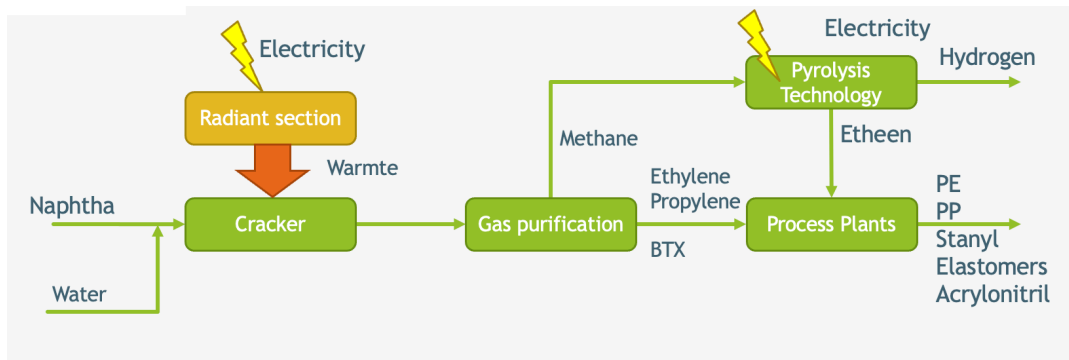 Electricity
Electricity
Hydrogen
Pyrolysis
Technology
Radiant section
Methane
Etheen
Warmte
Ethylene
Propylene
PE
PP
Naphtha
Cracker
Gas purification
Process Plants
Stanyl
BTX
Elastomers
Water
Acrylonitril